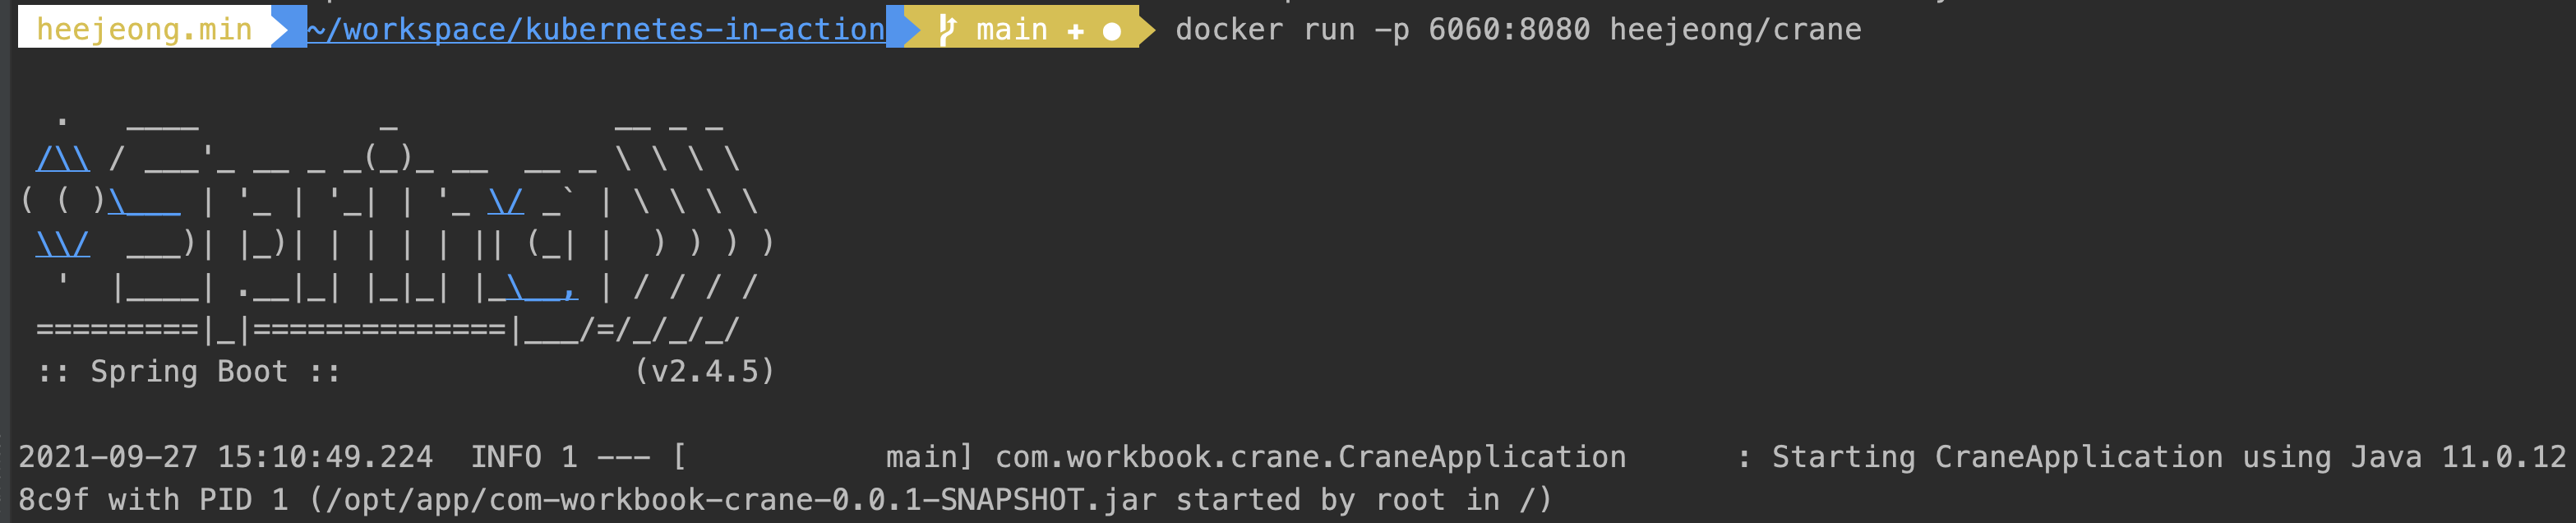 heejeong.min ~/workspace/kubernetes-in-action main + ● docker run -p 6060:8080 heejeong/crane
  .   ____          _            __ _ _
 /\\ / ___'_ __ _ _(_)_ __  __ _ \ \ \ \
( ( )\___ | '_ | '_| | '_ \/ _` | \ \ \ \
 \\/  ___)| |_)| | | | | || (_| |  ) ) ) )
  '  |____| .__|_| |_|_| |_\__, | / / / /
 =========|_|==============|___/=/_/_/_/
 :: Spring Boot ::                (v2.4.5)
2021-09-27 15:10:49.224  INFO 1 --- [           main] com.workbook.crane.CraneApplication      : Starting CraneApplication using Java 11.0.12
8c9f with PID 1 (/opt/app/com-workbook-crane-0.0.1-SNAPSHOT.jar started by root in /)